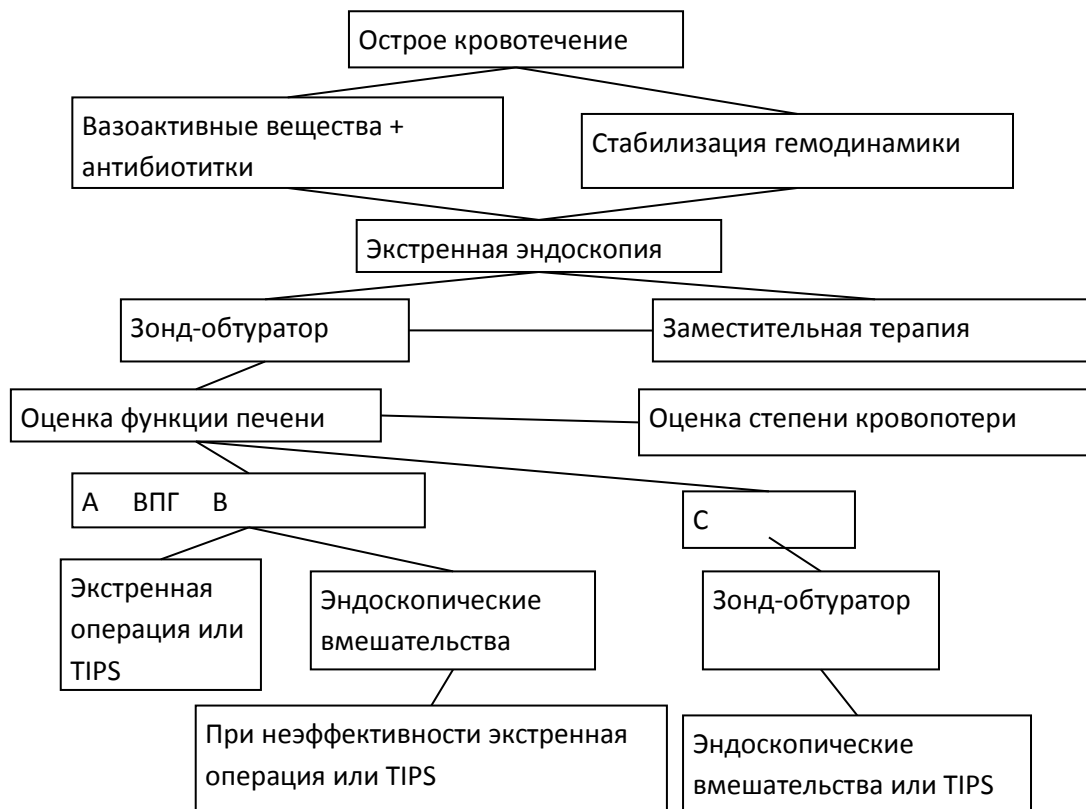 Острое кровотечение
Вазоактивные вещества +
антибиотитки
Стабилизация гемодинамики
Экстренная эндоскопия
Зонд-обтуратор
Заместительная терапия
Оценка функции печени
Оценка степени кровопотери
А ВПГ В
С
Экстренная
операция или
TIPS
Эндоскопические
вмешательства
Зонд-обтуратор
При неэффективности экстренная
операция или TIPS
Эндоскопические
вмешательства или TIPS